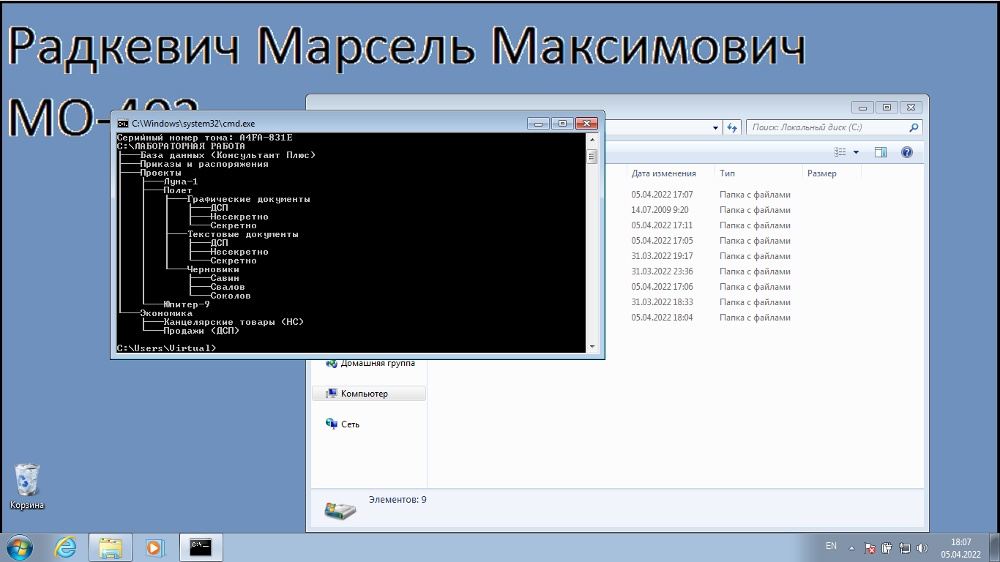 Радкевич Марсель Максимович
МО-403
C:\Windows\system32\cmd.exe
Серийный номер тома: A4FA-831E
C:\ЛАБОРАТОРНАЯ РАБОТА
├───База данных (Консультант Плюс)
├───Приказы и распоряжения
├───Проекты
│   ├───Луна-1
│   ├───Полет
│   │   ├───Графические документы
│   │   │   ├───ДСП
│   │   │   ├───Несекретно
│   │   │   └───Секретно
│   │   ├───Текстовые документы
│   │   │   ├───ДСП
│   │   │   ├───Несекретно
│   │   │   └───Секретно
│   │   └───Черновики
│   │       ├───Савин
│   │       ├───Свалов
│   │       └───Соколов
│   └───Юпитер-9
└───Экономика
    ├───Канцелярские товары (НС)
    └───Продажи (ДСП)
C:\Users\Virtual>
Поиск: Локальный диск (C:)
Дата изменения Тип Размер
05.04.2022 17:07 Папка с файлами
14.07.2009 9:20 Папка с файлами
05.04.2022 17:11 Папка с файлами
05.04.2022 17:05 Папка с файлами
31.03.2022 19:17 Папка с файлами
31.03.2022 23:36 Папка с файлами
05.04.2022 17:06 Папка с файлами
31.03.2022 18:33 Папка с файлами
05.04.2022 18:04 Папка с файлами
Домашняя группа
Компьютер
Сеть
Элементов: 9
Корзина
EN
18:07
05.04.2022